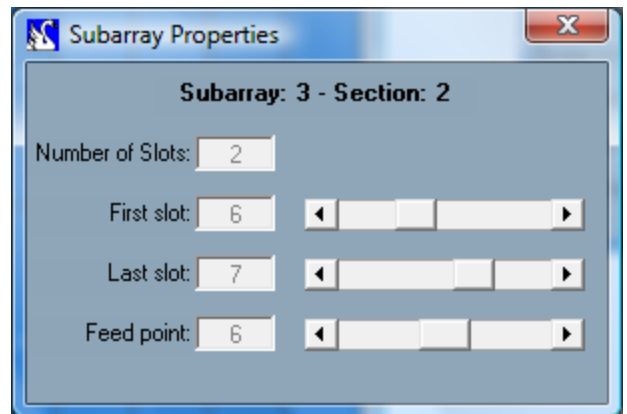 Subarray Properties
Subarray: 3 - Section: 2
Number of Slots: 2
First slot: 6
Last slot: 7
Feed point: 6